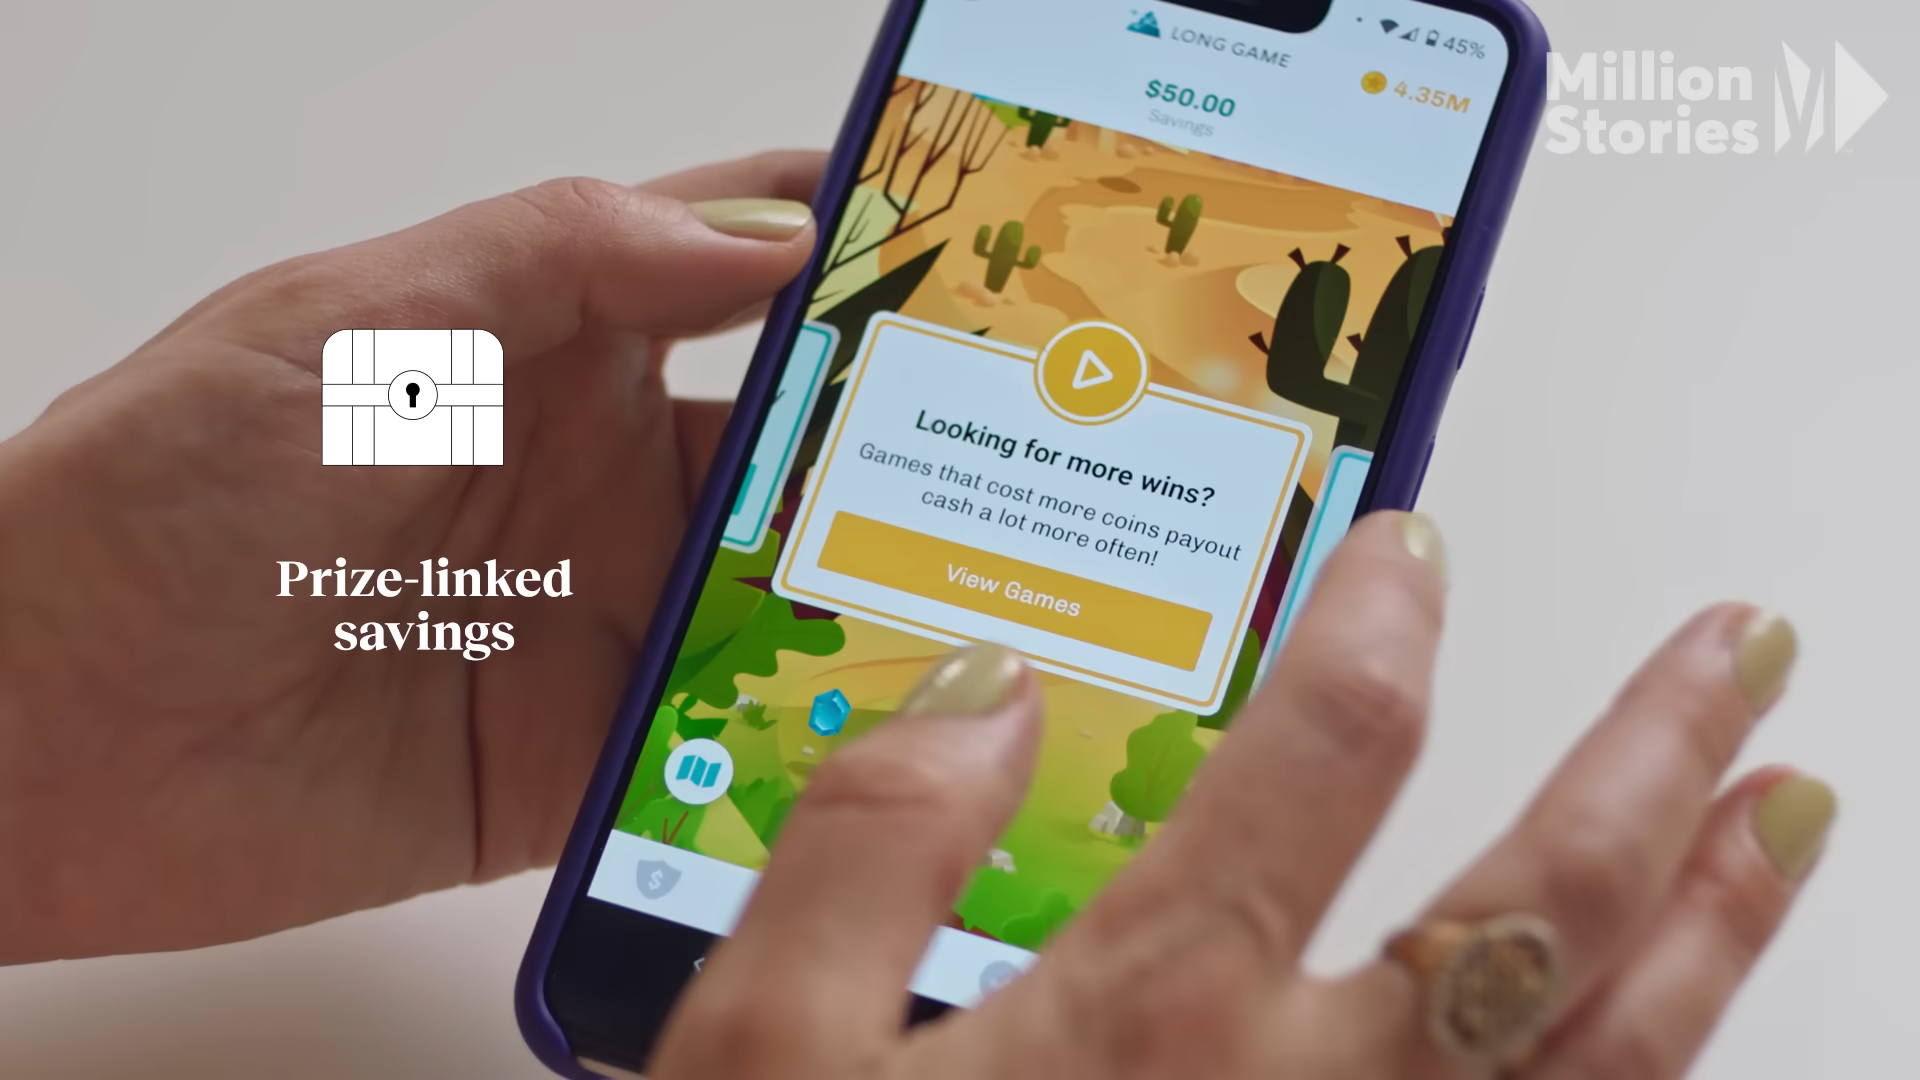 LONG GAME
45%
$50.00
Savings
4.35M
Million
Stories
Looking for more wins?
Games that cost more coins payout
cash a lot more often!
View Games
Prize-linked
savings
$